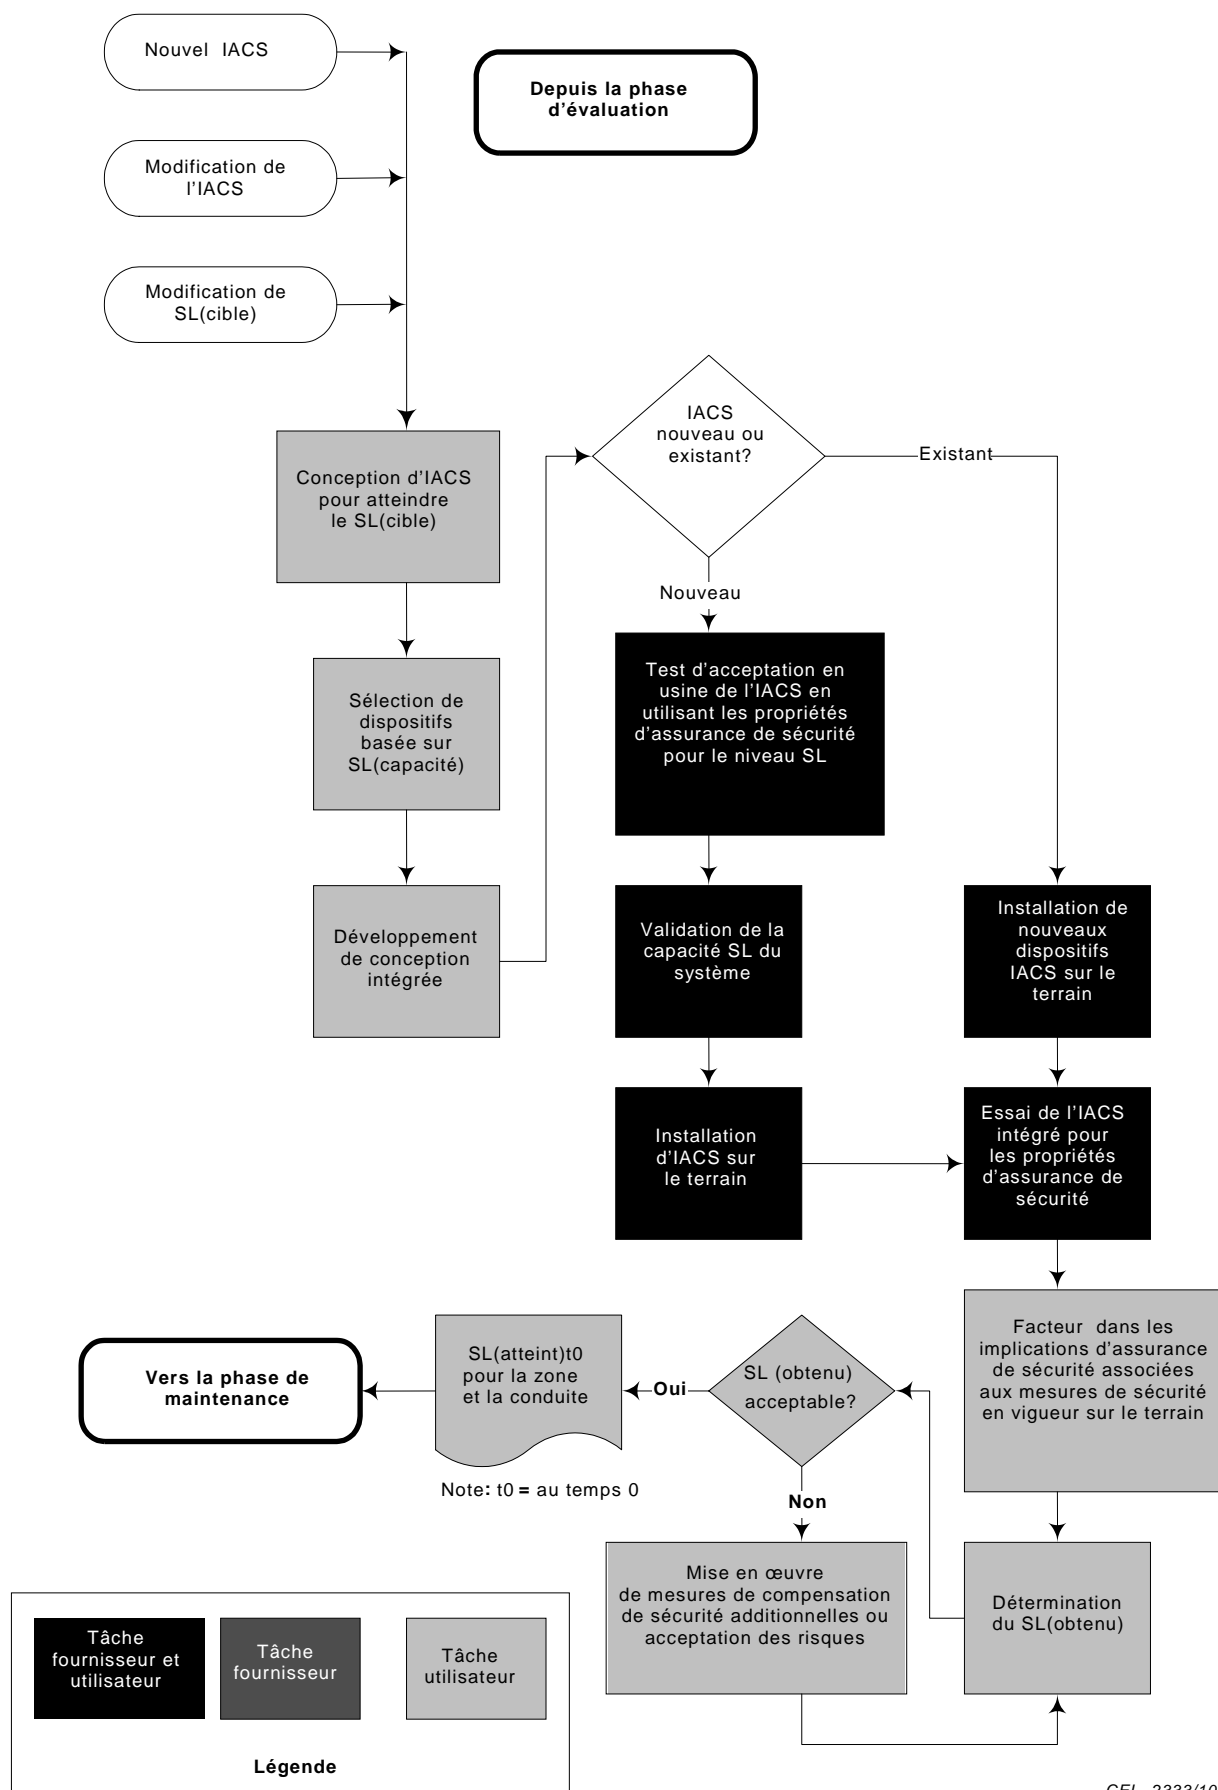 Nouvel IACS
Depuis la phase
d'évaluation
Modification de
l'IACS
Modification de
SL(cible)
IACS
nouveau ou
existant?
Existant
Conception d'IACS
pour atteindre
le SL(cible)
Nouveau
Sélection de
dispositifs
basée sur
SL(capacité)
Test d'acceptation en
usine de l'IACS en
utilisant les propriétés
d'assurance de sécurité
pour le niveau SL
Développement
de conception
intégrée
Validation de la
capacité SL du
système
Installation de
nouveaux
dispositifs
IACS sur le
terrain
Installation
d'IACS sur
le terrain
Essai de l'IACS
intégré pour
les propriétés
d'assurance de
sécurité
Vers la phase de
maintenance
SL(atteint)t0
pour la zone
et la conduite
Oui
SL (obtenu)
acceptable?
Facteur dans les
implications d'assurance
de sécurité associées
aux mesures de sécurité
en vigueur sur le terrain
Note: t0 = au temps 0
Non
Mise en œuvre
de mesures de compensation
de sécurité additionnelles ou
acceptation des risques
Détermination
du SL(obtenu)
Tâche
fournisseur et
utilisateur
Tâche
fournisseur
Tâche
utilisateur
Légende